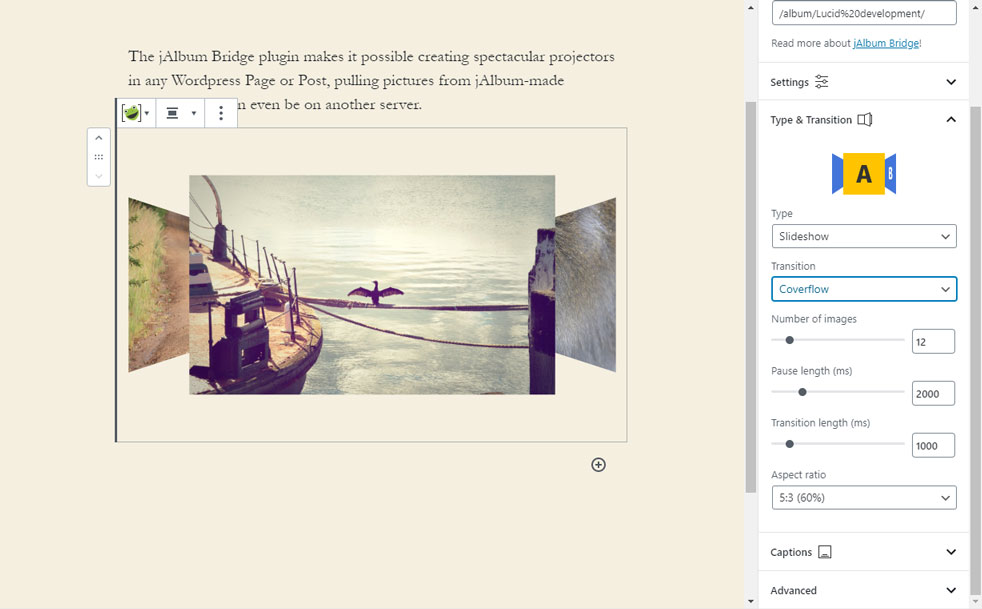 The jAlbum Bridge plugin makes it possible creating spectacular projectors
in any Wordpress Page or Post, pulling pictures from jAlbum-made
n even be on another server.
/album/Lucid%20development/
Read more about jAlbum Bridge!
Settings
Type & Transition
A B
Type
Slideshow
Transition
Coverflow
Number of images
12
Pause length (ms)
2000
Transition length (ms)
1000
Aspect ratio
5:3 (60%)
Captions
Advanced